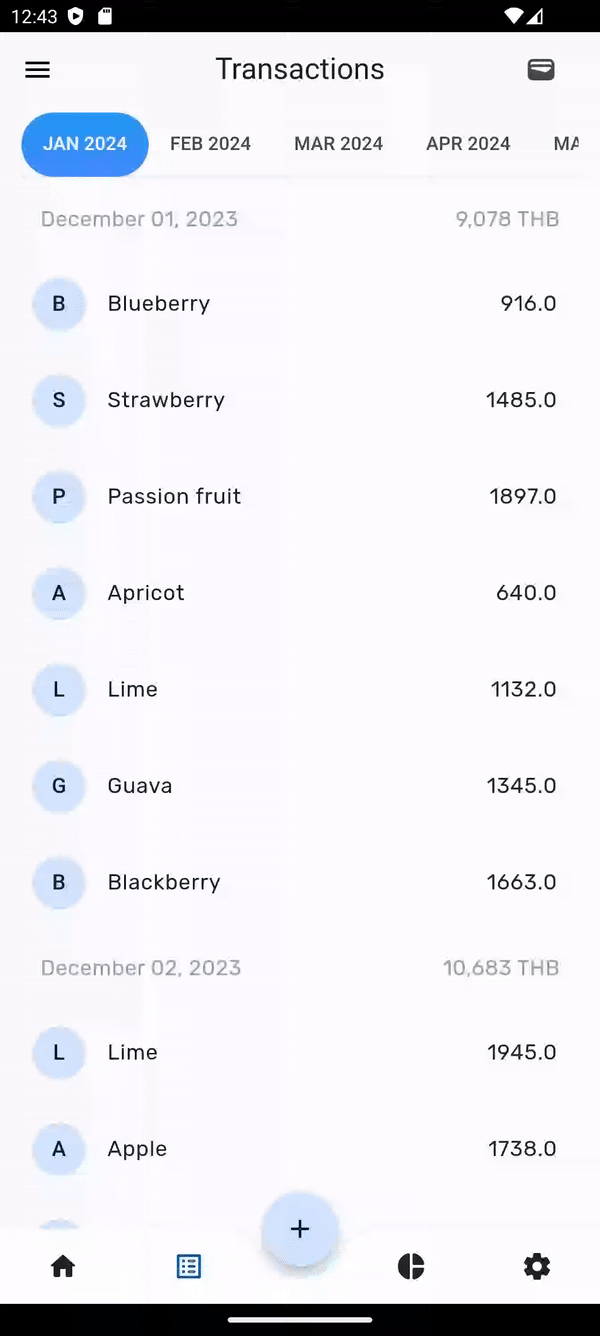 12:43
Transactions
JAN 2024 FEB 2024 MAR 2024 APR 2024 MA
December 01, 2023 9,078 THB
B Blueberry 916.0
S Strawberry 1485.0
P Passion fruit 1897.0
A Apricot 640.0
L Lime 1132.0
G Guava 1345.0
B Blackberry 1663.0
December 02, 2023 10,683 THB
L Lime 1945.0
A Apple 1738.0
+